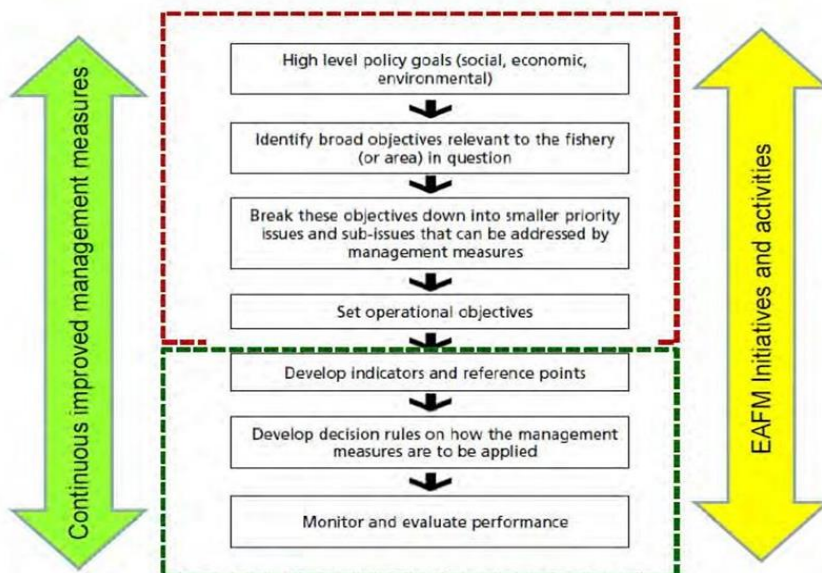 Continuous improved management measures
High level policy goals (social, economic,
environmental)
Identify broad objectives relevant to the fishery
(or area) in question
Break these objectives down into smaller priority
issues and sub-issues that can be addressed by
management measures
Set operational objectives
Develop indicators and reference points
Develop decision rules on how the management
measures are to be applied
Monitor and evaluate performance
EAFM Initiatives and activities